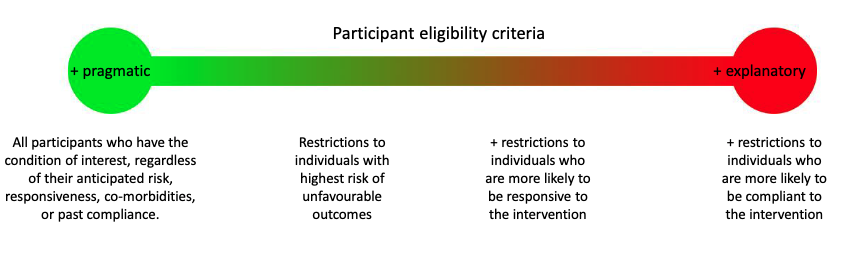 Participant eligibility criteria
+ pragmatic
+ explanatory
All participants who have the
condition of interest, regardless
of their anticipated risk,
responsiveness, co-morbidities,
or past compliance.
Restrictions to
individuals with
highest risk of
unfavourable
outcomes
+ restrictions to
individuals who
are more likely to
be responsive to
the intervention
+ restrictions to
individuals who
are more likely to
be compliant to
the intervention